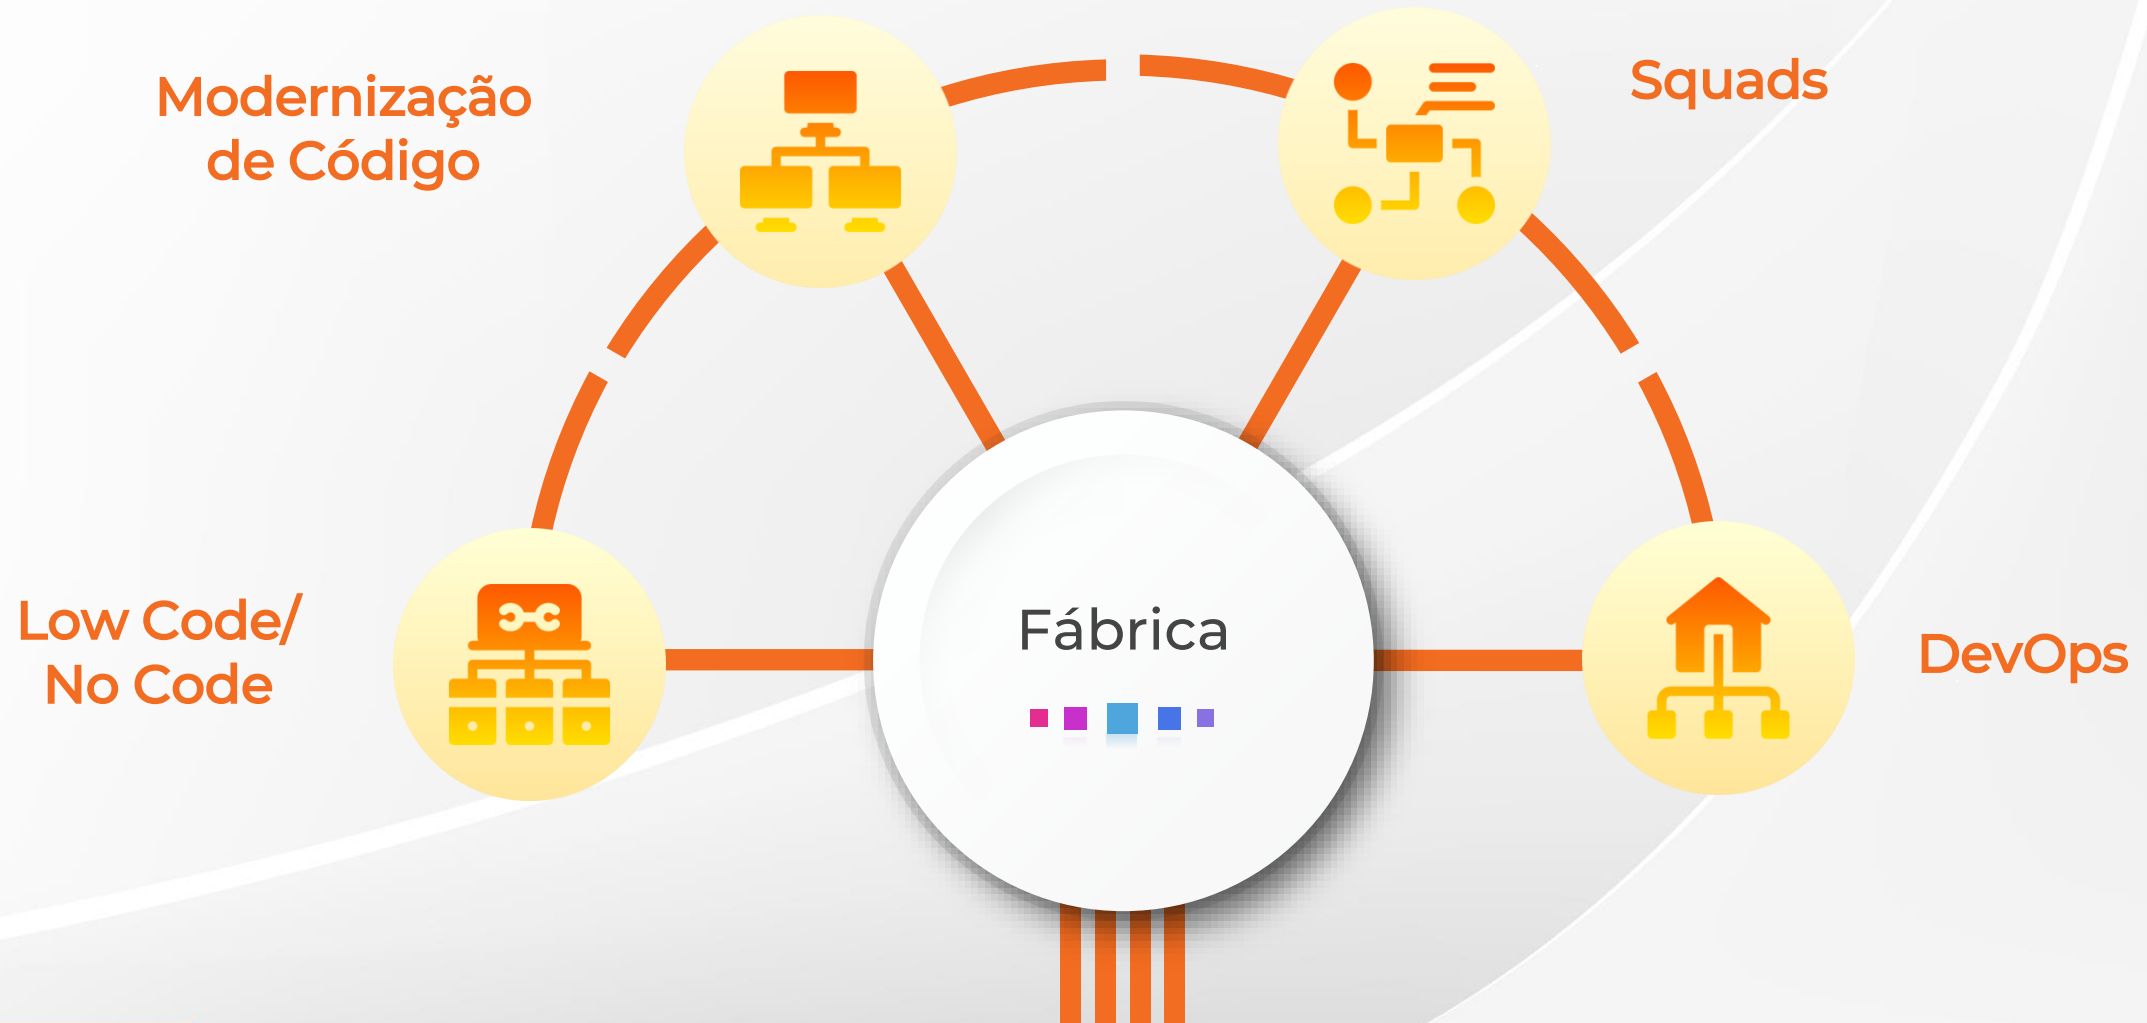 Modernização
de Código
Squads
Low Code/
No Code
Fábrica
DevOps